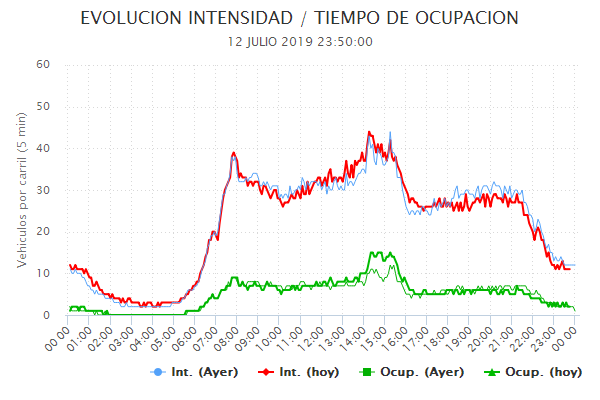 EVOLUCION INTENSIDAD / TIEMPO DE OCUPACION
12 JULIO 2019 23:50:00
Vehiculos por carril (5 min)
60
50
40
30
20
10
0
00:00 01:00 02:00 03:00 04:00 05:00 06:00 07:00 08:00 09:00 10:00 11:00 12:00 13:00 14:00 15:00 16:00 17:00 18:00 19:00 20:00 21:00 22:00 23:00 00:00
Int. (Ayer) Int. (hoy) Ocup. (Ayer) Ocup. (hoy)